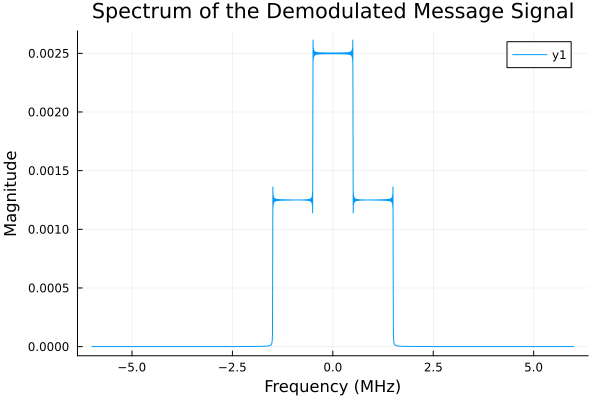 Spectrum of the Demodulated Message Signal
y1
Magnitude
0.0025
0.0020
0.0015
0.0010
0.0005
0.0000
−5.0 −2.5 0.0 2.5 5.0
Frequency (MHz)